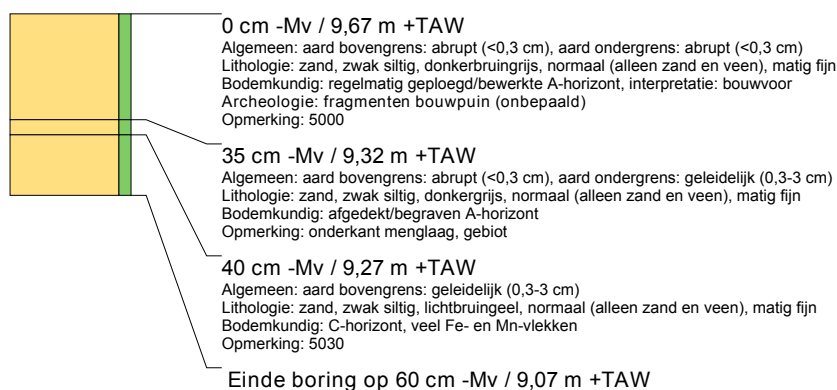 0 cm -Mv / 9,67 m +TAW
Algemeen: aard bovengrens: abrupt (<0,3 cm), aard ondergrens: abrupt (<0,3 cm)
Lithologie: zand, zwak siltig, donkerbruingrijs, normaal (alleen zand en veen), matig fijn
Bodemkundig: regelmatig geploegd/bewerkte A-horizont, interpretatie: bouwvoor
Archeologie: fragmenten bouwpuin (onbepaald)
Opmerking: 5000
35 cm -Mv / 9,32 m +TAW
Algemeen: aard bovengrens: abrupt (<0,3 cm), aard ondergrens: geleidelijk (0,3-3 cm)
Lithologie: zand, zwak siltig, donkergrijs, normaal (alleen zand en veen), matig fijn
Bodemkundig: afgedekt/begraven A-horizont
Opmerking: onderkant menglaag, gebiot
40 cm -Mv / 9,27 m +TAW
Algemeen: aard bovengrens: geleidelijk (0,3-3 cm)
Lithologie: zand, zwak siltig, lichtbruingeel, normaal (alleen zand en veen), matig fijn
Bodemkundig: C-horizont, veel Fe- en Mn-vlekken
Opmerking: 5030
Einde boring op 60 cm -Mv / 9,07 m +TAW